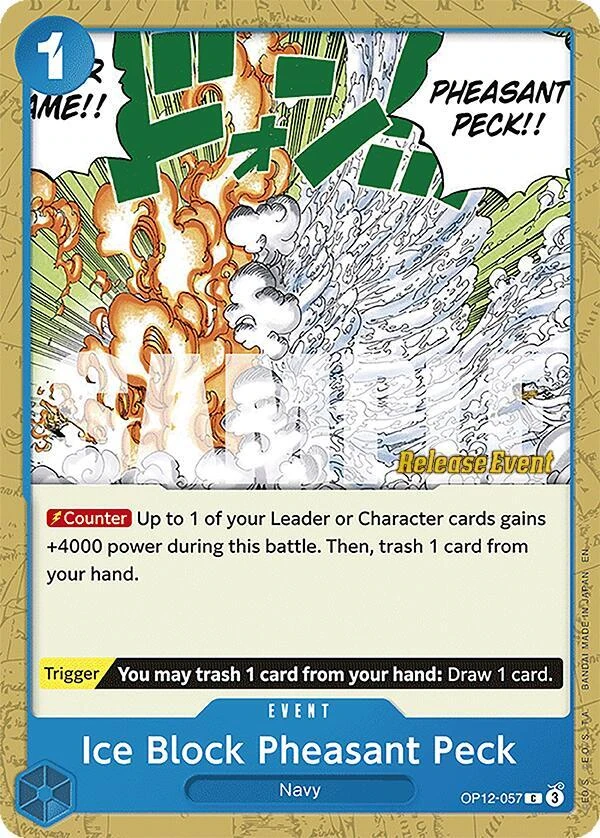 1
R
AME!!
ドォン!!
PHEASANT
PECK!!
Release Event
Counter Up to 1 of your Leader or Character cards gains
+4000 power during this battle. Then, trash 1 card from
your hand.
Trigger You may trash 1 card from your hand: Draw 1 card.
EVENT
Ice Block Pheasant Peck
Navy
OP12-057 C 3
BANDAI MADE IN JAPAN EN